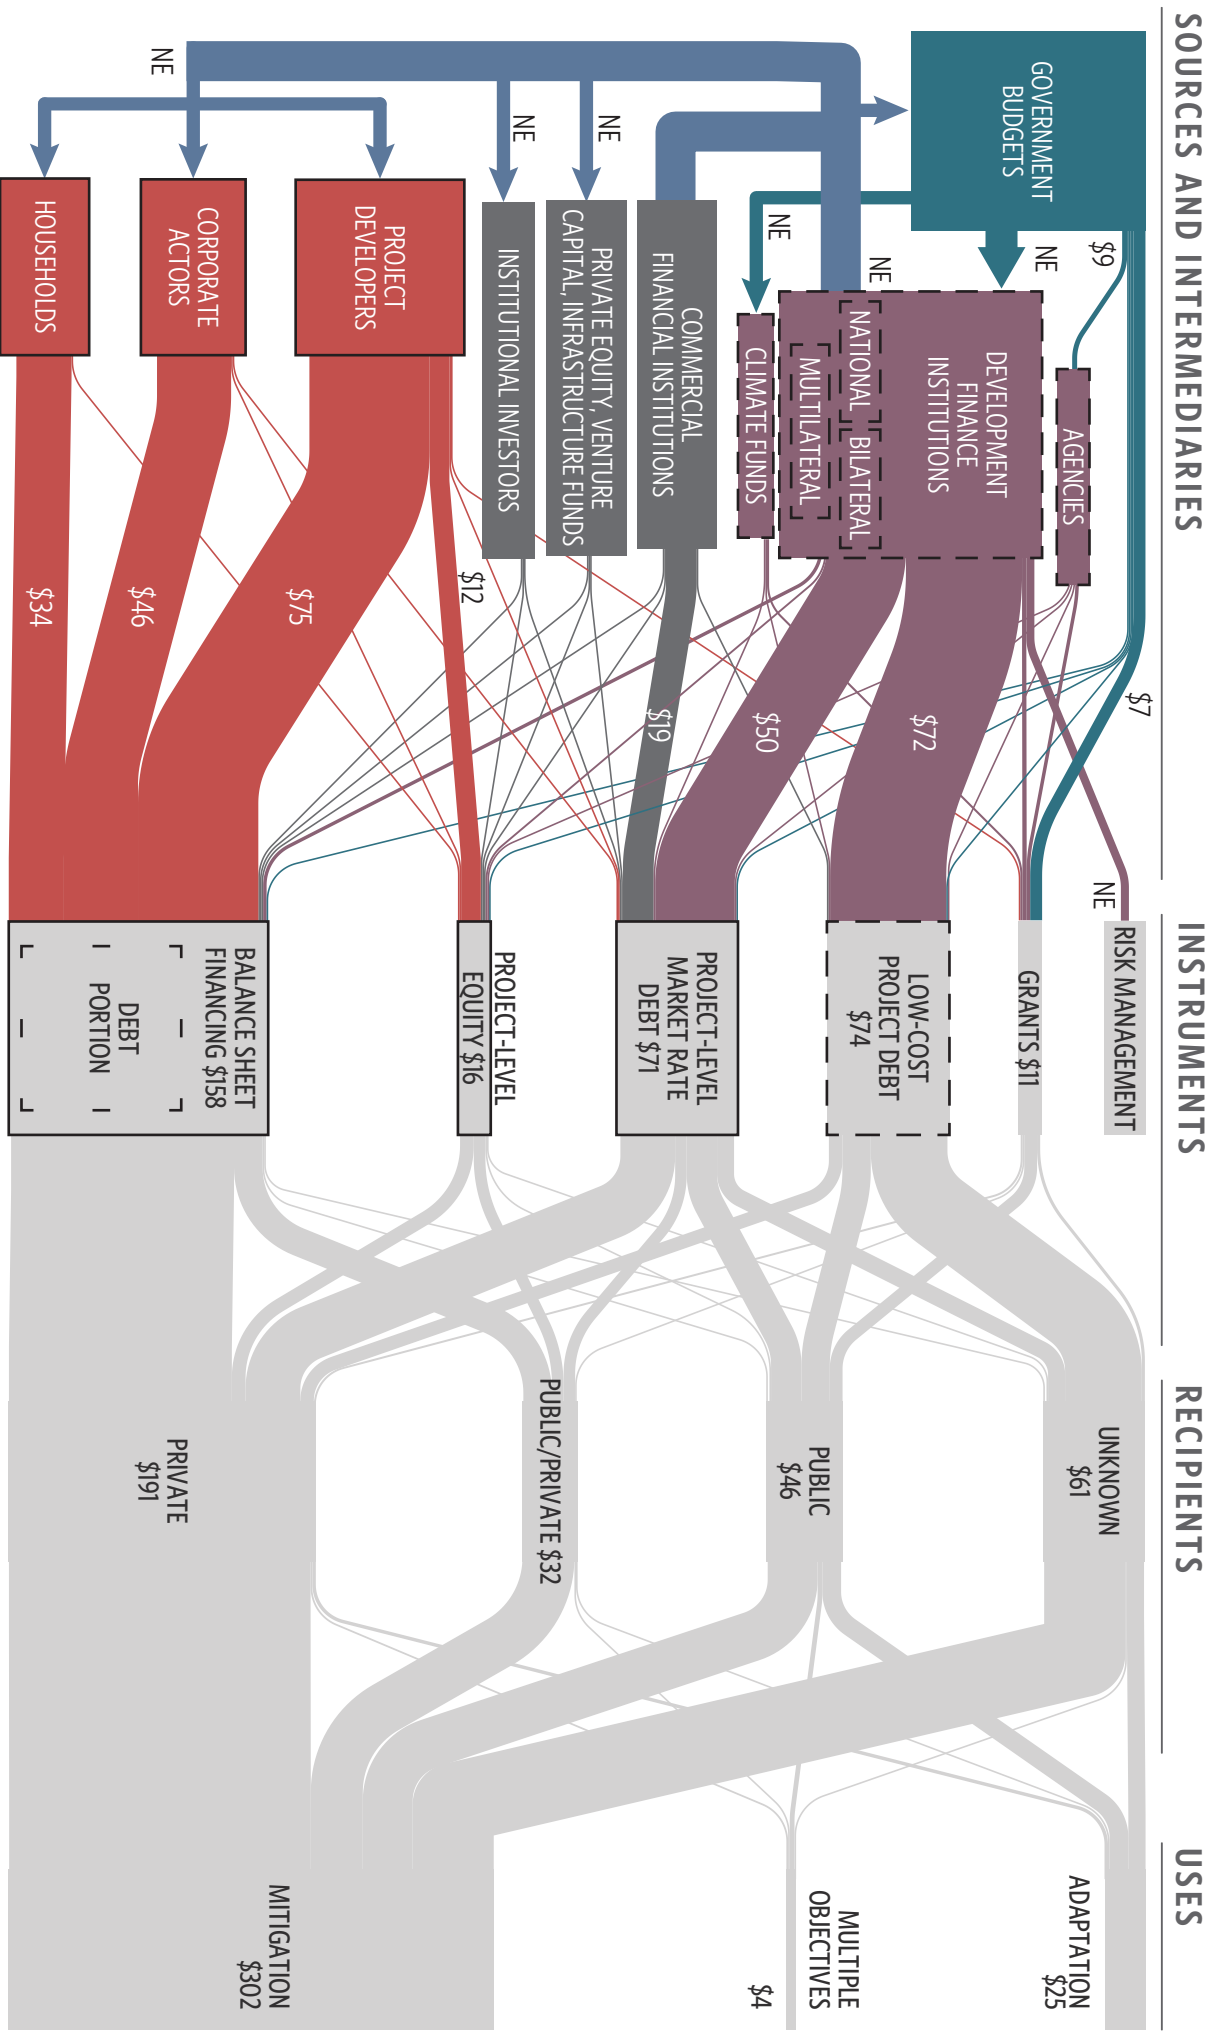 SOURCES AND INTERMEDIARIES
INSTRUMENTS
RECIPIENTS
USES
GOVERNMENT
BUDGETS
$9
NE
NE
NE
NE
NE
NE
AGENCIES
DEVELOPMENT
FINANCE
INSTITUTIONS
NATIONAL
BILATERAL
MULTILATERAL
CLIMATE FUNDS
COMMERCIAL
FINANCIAL INSTITUTIONS
PRIVATE EQUITY, VENTURE
CAPITAL, INFRASTRUCTURE FUNDS
INSTITUTIONAL INVESTORS
PROJECT
DEVELOPERS
CORPORATE
ACTORS
HOUSEHOLDS
$7
$72
$50
$19
$12
$75
$46
$34
NE
RISK MANAGEMENT
GRANTS $11
LOW-COST
PROJECT DEBT
$74
PROJECT-LEVEL
MARKET RATE
DEBT $71
PROJECT-LEVEL
EQUITY $16
BALANCE SHEET
FINANCING $158
DEBT
PORTION
UNKNOWN
$61
PUBLIC
$46
PUBLIC/PRIVATE $32
PRIVATE
$191
ADAPTATION
$25
MULTIPLE
OBJECTIVES
$4
MITIGATION
$302